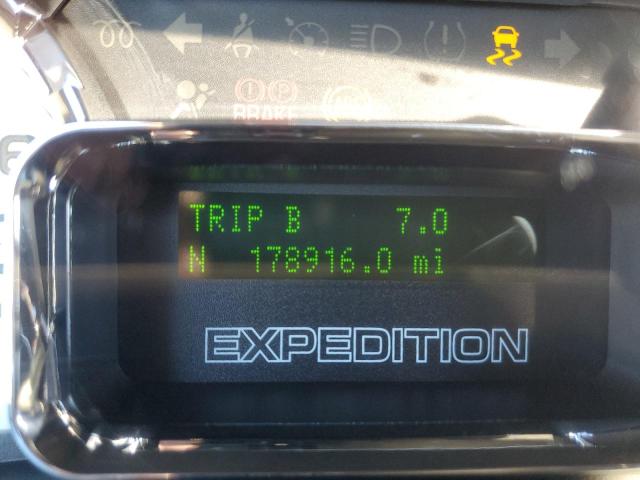 BRAKE
TRIP B 7.0
N 178916.0 mi
EXPEDITION